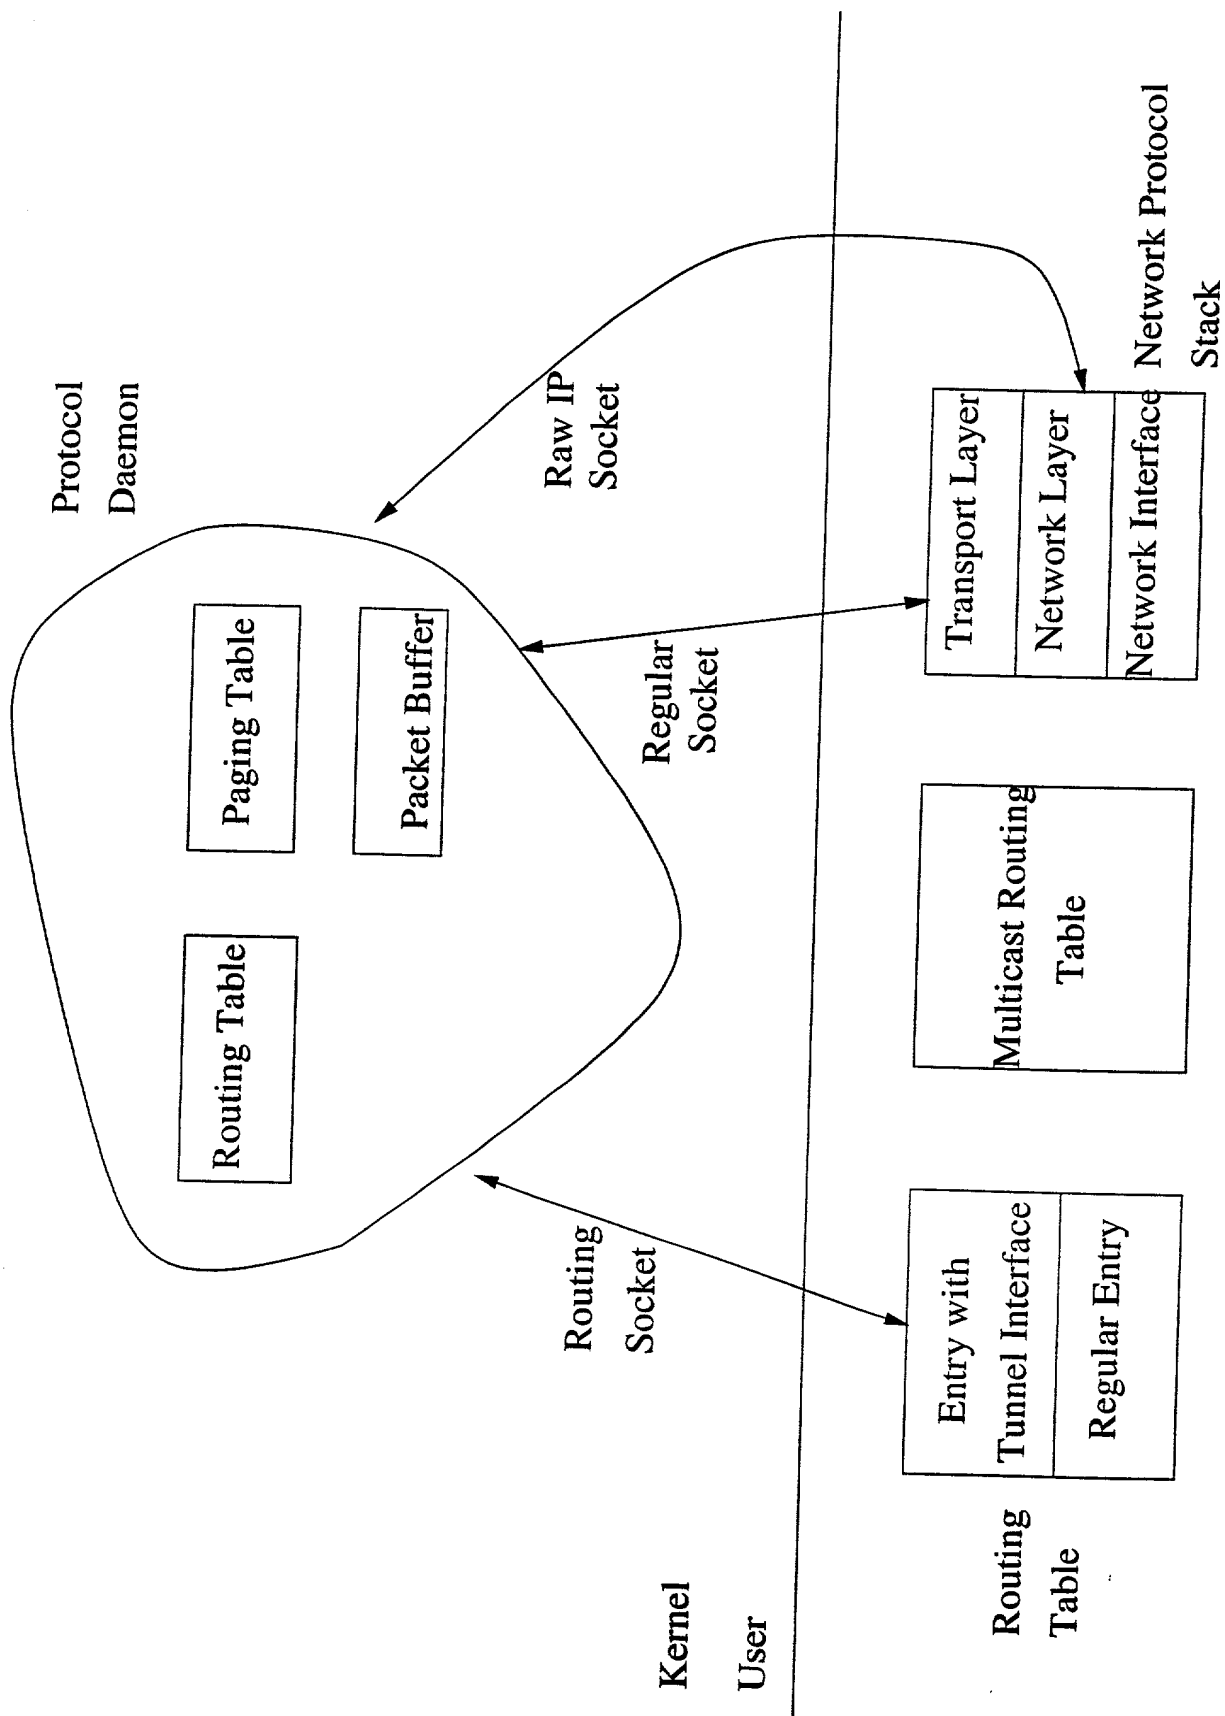 Protocol
Daemon
Routing Table
Paging Table
Packet Buffer
Raw IP
Socket
Regular
Socket
Routing
Socket
Kernel
User
Entry with
Tunnel Interface
Regular Entry
Routing
Table
Multicast Routing
Table
Transport Layer
Network Layer
Network Interface
Network Protocol
Stack